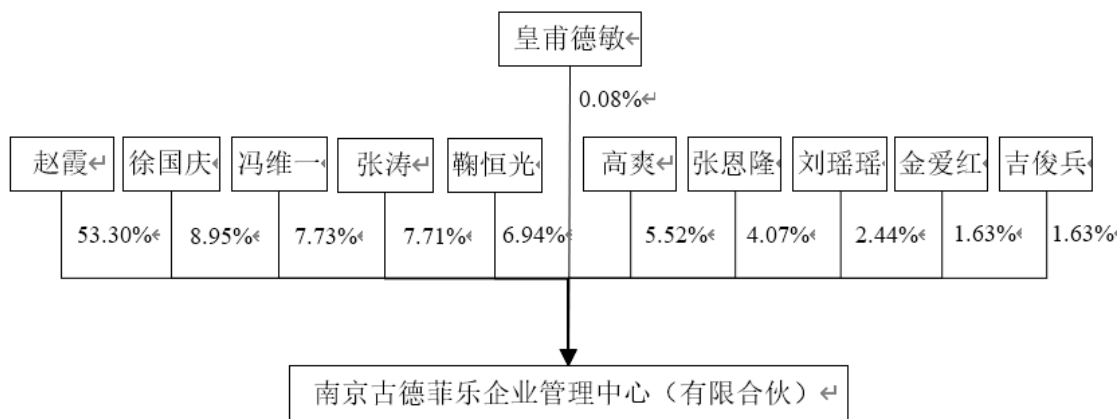 皇甫德敏
0.08%
赵霞 徐国庆 冯维一 张涛 鞠恒光 高爽 张恩隆 刘瑶瑶 金爱红 吉俊兵
53.30% 8.95% 7.73% 7.71% 6.94% 5.52% 4.07% 2.44% 1.63% 1.63%
南京古德菲乐企业管理中心（有限合伙）